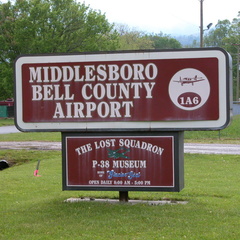 MIDDLESBORO
BELL COUNTY
AIRPORT
1A6
THE LOST SQUADRON
P-38 MUSEUM
OPEN DAILY 8:00 AM - 5:00 PM